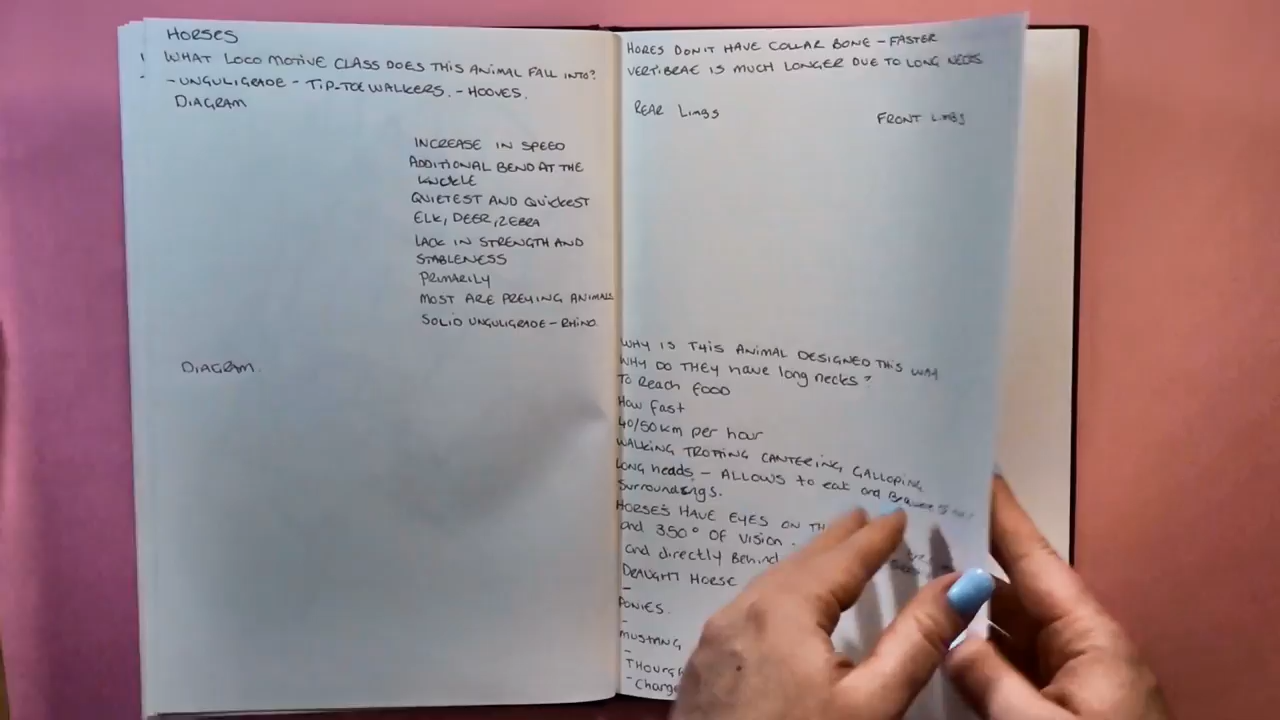 HORSES
WHAT LOCO MOTIVE CLASS DOES THIS ANIMAL FALL INTO?
- UNGULIGRADE - TIP-TOE WALKERS. - HOOVES.
DIAGRAM
INCREASE IN SPEED
ADDITIONAL BEND AT THE
KNUCKLE
QUIETEST AND QUICKEST
ELK, DEER, ZEBRA
LACK IN STRENGTH AND
STABLENESS
PRIMARILY
MOST ARE PREYING ANIMALS
SOLID UNGULIGRADE - RHINO.
DIAGRAM.
HORES DON'T HAVE COLLAR BONE - FASTER
VERTIBRAE IS MUCH LONGER DUE TO LONG NECKS
REAR LIMBS
FRONT LIMBS
WHY IS THIS ANIMAL DESIGNED THIS WAY
WHY DO THEY have long necks?
TO Reach FOOD
How fast
40/50km per hour
WALKING TROTTING CANTERING GALLOPING
LONG heads - ALLOWS to eat and
Surroundings.
HORSES HAVE EYES ON
and 350° OF VISION.
and directly Behind
DRAUGHT HORSE
-
PONIES.
-
MUSTANG
-
-